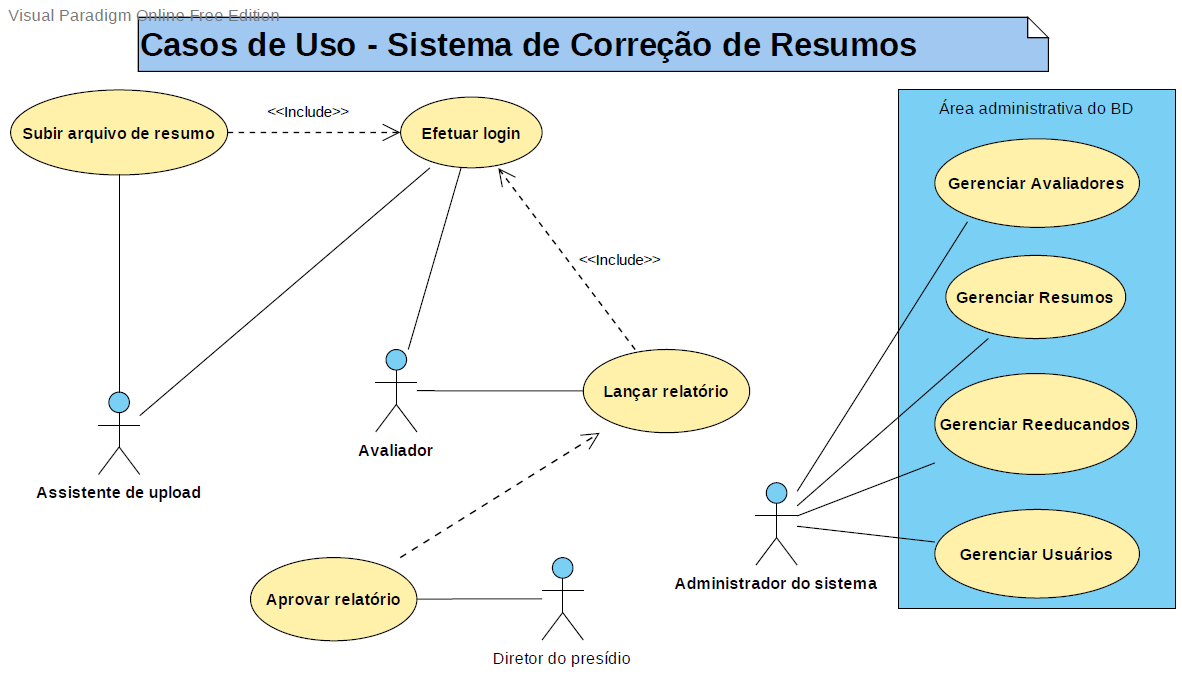 Visual Paradigm Online Free Edition
Casos de Uso - Sistema de Correção de Resumos
<<Include>>
Área administrativa do BD
Subir arquivo de resumo
Efetuar login
Gerenciar Avaliadores
<<Include>>
Gerenciar Resumos
Lançar relatório
Gerenciar Reeducandos
Avaliador
Assistente de upload
Gerenciar Usuários
Administrador do sistema
Aprovar relatório
Diretor do presídio